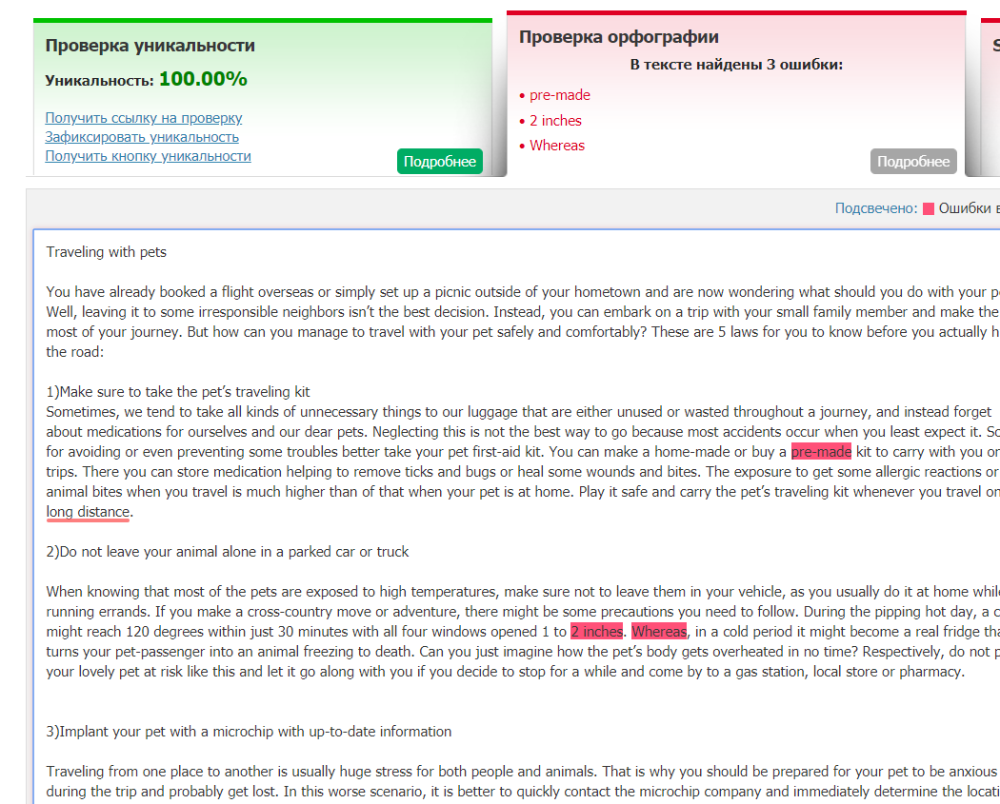 Проверка уникальности
Уникальность: 100.00%
Получить ссылку на проверку
Зафиксировать уникальность
Получить кнопку уникальности
Подробнее
Проверка орфографии
В тексте найдены 3 ошибки:
• pre-made
• 2 inches
• Whereas
Подробнее
Подсвечено: Ошибки
Traveling with pets
You have already booked a flight overseas or simply set up a picnic outside of your hometown and are now wondering what should you do with your
Well, leaving it to some irresponsible neighbors isn’t the best decision. Instead, you can embark on a trip with your small family member and make the
most of your journey. But how can you manage to travel with your pet safely and comfortably? These are 5 laws for you to know before you actually
the road:
1)Make sure to take the pet’s traveling kit
Sometimes, we tend to take all kinds of unnecessary things to our luggage that are either unused or wasted throughout a journey, and instead forget
about medications for ourselves and our dear pets. Neglecting this is not the best way to go because most accidents occur when you least expect it. So
for avoiding or even preventing some troubles better take your pet first-aid kit. You can make a home-made or buy a pre-made kit to carry with you on
trips. There you can store medication helping to remove ticks and bugs or heal some wounds and bites. The exposure to get some allergic reactions or
animal bites when you travel is much higher than of that when your pet is at home. Play it safe and carry the pet’s traveling kit whenever you travel on
long distance.
2)Do not leave your animal alone in a parked car or truck
When knowing that most of the pets are exposed to high temperatures, make sure not to leave them in your vehicle, as you usually do it at home while
running errands. If you make a cross-country move or adventure, there might be some precautions you need to follow. During the pipping hot day, a
might reach 120 degrees within just 30 minutes with all four windows opened 1 to 2 inches. Whereas, in a cold period it might become a real fridge
turns your pet-passenger into an animal freezing to death. Can you just imagine how the pet’s body gets overheated in no time? Respectively, do not
your lovely pet at risk like this and let it go along with you if you decide to stop for a while and come by to a gas station, local store or pharmacy.
3)Implant your pet with a microchip with up-to-date information
Traveling from one place to another is usually huge stress for both people and animals. That is why you should be prepared for your pet to be anxious
during the trip and probably get lost. In this worse scenario, it is better to quickly contact the microchip company and immediately determine the